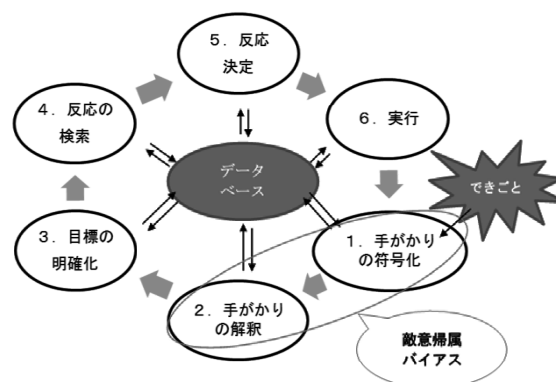 5．反応
決定
4．反応の
検索
6．実行
データ
ベース
できごと
3．目標の
明確化
1．手がかり
の符号化
2．手がかり
の解釈
敵意帰属
バイアス